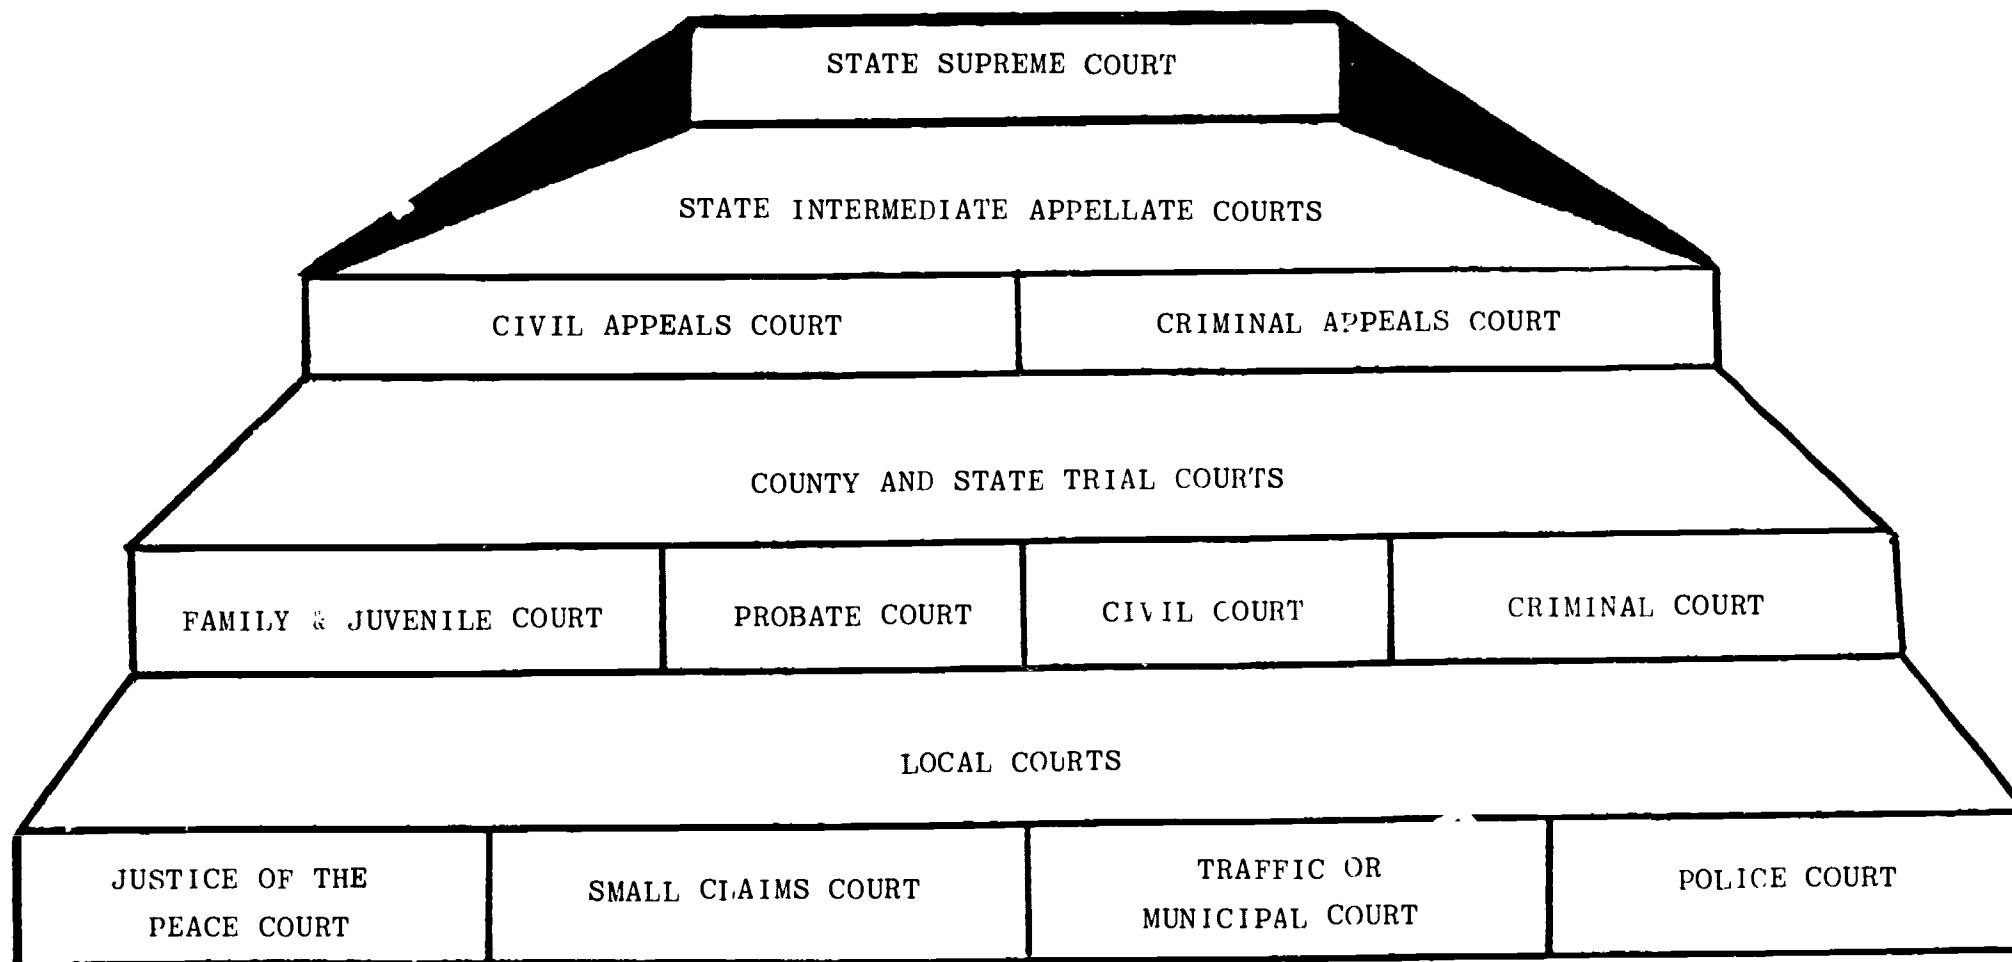 STATE SUPREME COURT
STATE INTERMEDIATE APPELLATE COURTS
CIVIL APPEALS COURT
CRIMINAL APPEALS COURT
COUNTY AND STATE TRIAL COURTS
FAMILY & JUVENILE COURT
PROBATE COURT
CIVIL COURT
CRIMINAL COURT
LOCAL COURTS
JUSTICE OF THE
PEACE COURT
SMALL CLAIMS COURT
TRAFFIC OR
MUNICIPAL COURT
POLICE COURT